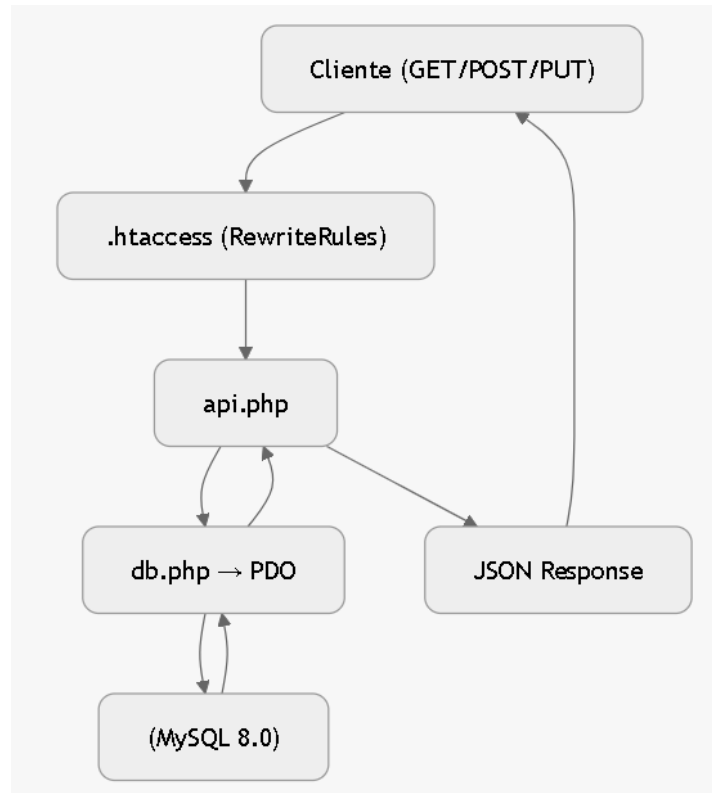 Cliente (GET/POST/PUT)
.htaccess (RewriteRules)
api.php
db.php → PDO
JSON Response
(MySQL 8.0)